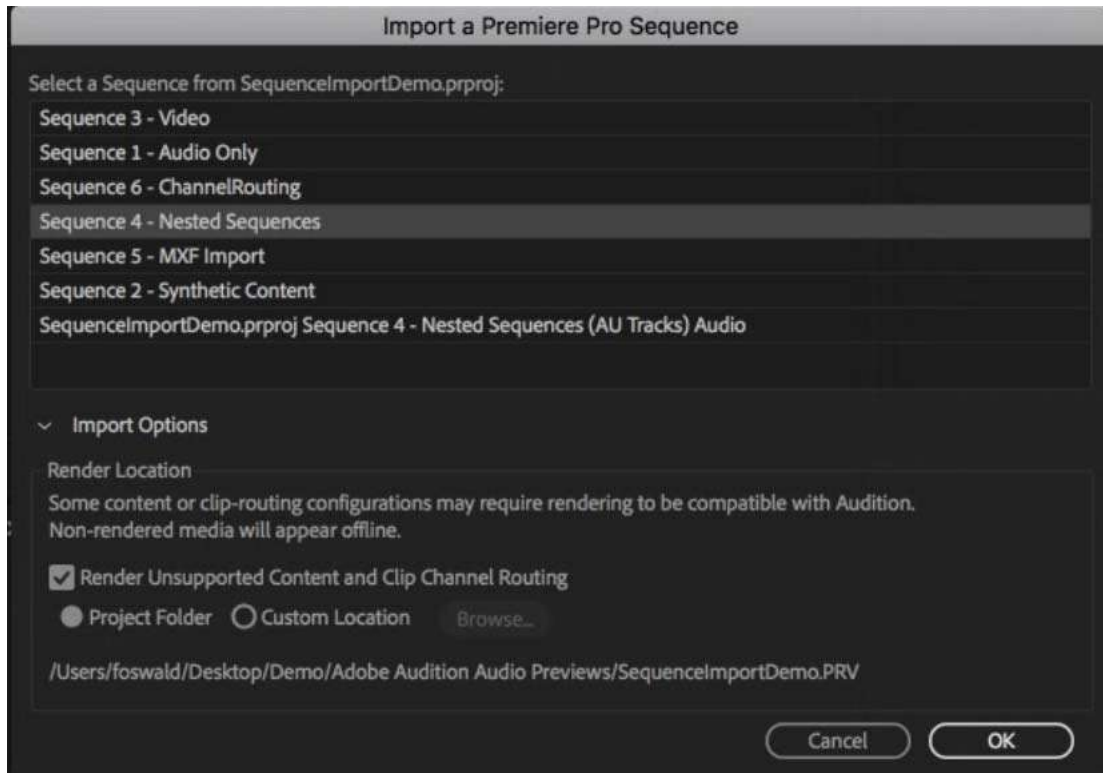 Import a Premiere Pro Sequence
Select a Sequence from SequenceImportDemo.prproj:
Sequence 3 - Video
Sequence 1 - Audio Only
Sequence 6 - ChannelRouting
Sequence 4 - Nested Sequences
Sequence 5 - MXF Import
Sequence 2 - Synthetic Content
SequenceImportDemo.prproj Sequence 4 - Nested Sequences (AU Tracks) Audio
Import Options
Render Location
Some content or clip-routing configurations may require rendering to be compatible with Audition.
Non-rendered media will appear offline.
Render Unsupported Content and Clip Channel Routing
Project Folder Custom Location Browse...
/Users/foswald/Desktop/Demo/Adobe Audition Audio Previews/SequenceImportDemo.PRV
Cancel OK